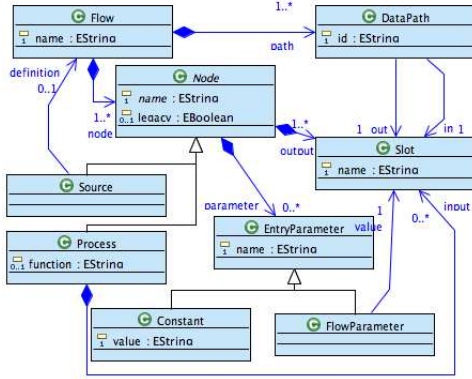 Flow
name : EString
1..*
path
DataPath
id : EString
definition
0..1
1..*
node
Node
name : EString
legacy : EBoolean
1..*
output
1 out
in 1
Slot
name : EString
Source
parameter
0..*
1
value
0..*
input
Process
function : EString
EntryParameter
name : EString
Constant
value : EString
FlowParameter